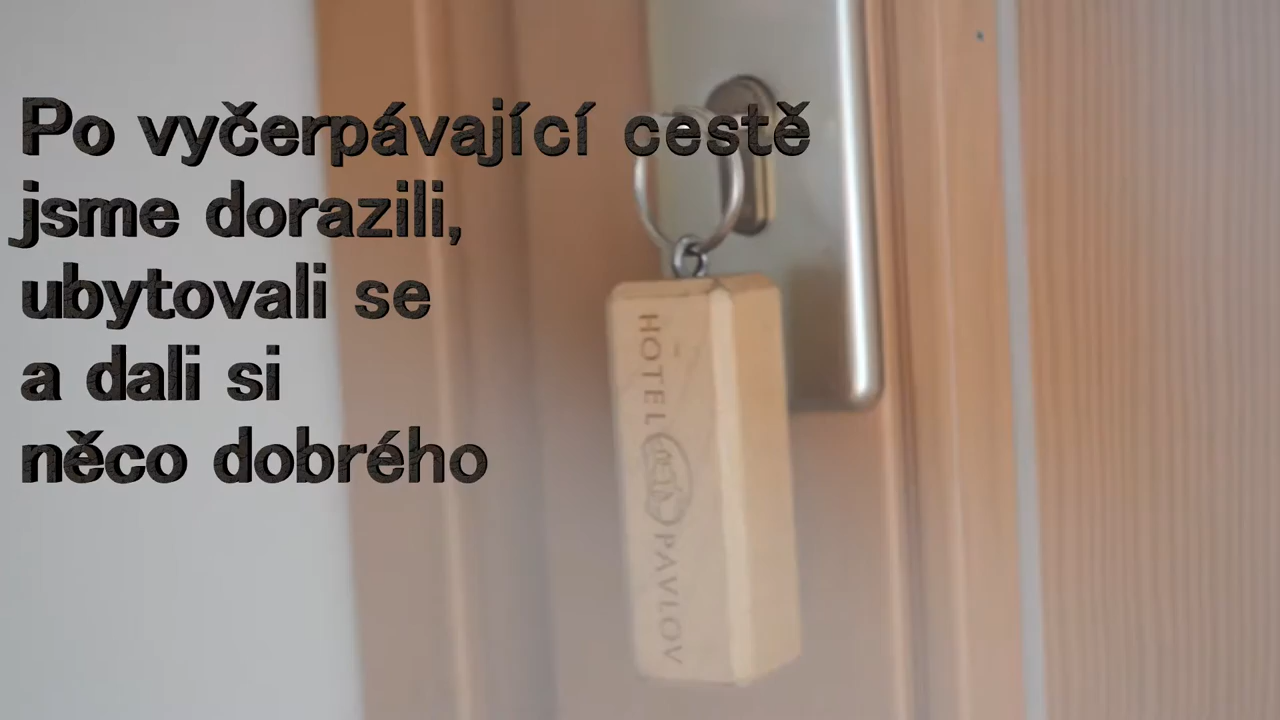 Po vyčerpávající cestě
jsme dorazili,
ubytovali se
a dali si
něco dobrého
HOTEL
PAVLOV